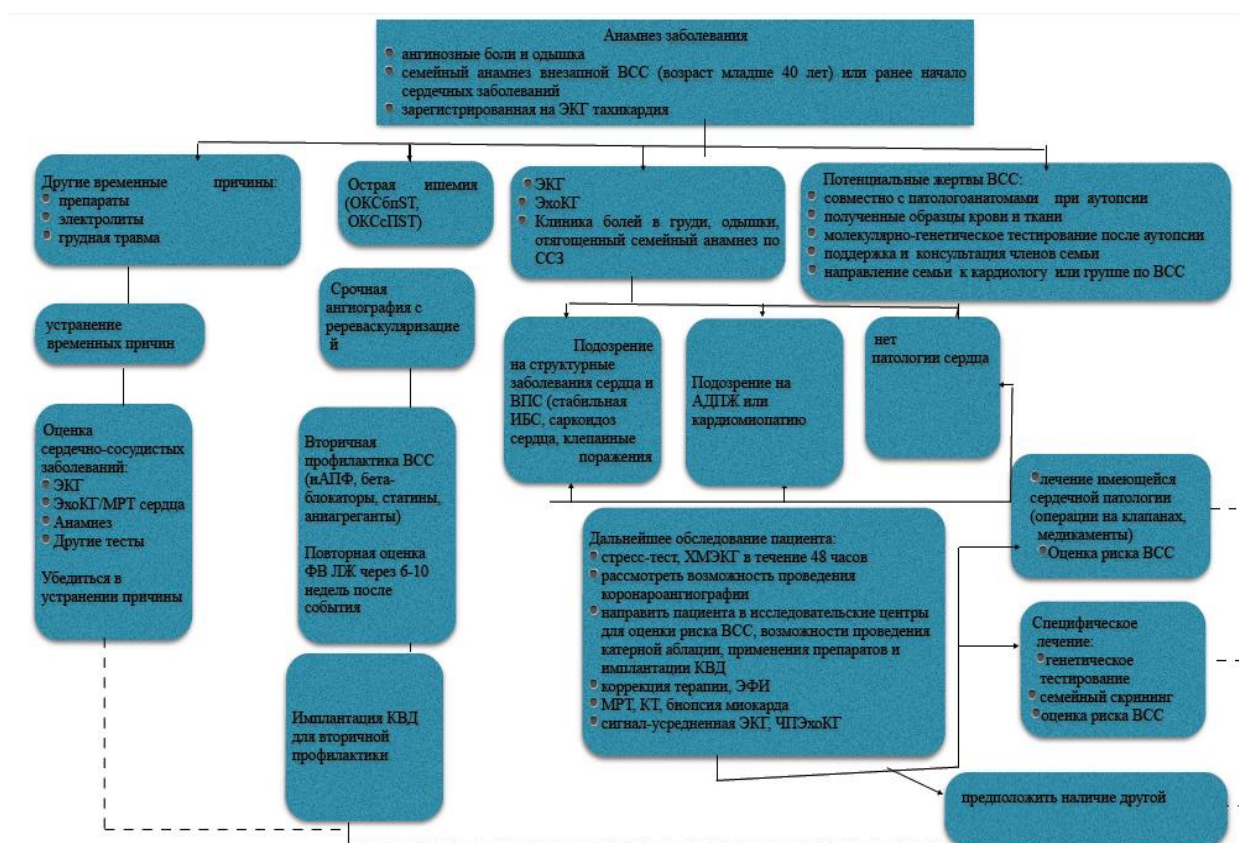 Анамнез заболевания
ангинозные боли и одышка
семейный анамнез внезапной ВСС (возраст младше 40 лет) или ранее начало
сердечных заболеваний
зарегистрированная на ЭКГ тахикардия
Другие временные причины:
препараты
электролиты
грудная травма
Острая ишемия
(ОКСбпST,
ОКСсПST)
ЭКГ
ЭхоКГ
Клиника болей в груди, одышки,
отягощенный семейный анамнез по
ССЗ
Потенциальные жертвы ВСС:
совместно с патологоанатомами при аутопсии
полученные образцы крови и ткани
молекулярно-генетическое тестирование после аутопсии
поддержка и консультация членов семьи
направление семьи к кардиологу или группе по ВСС
устранение
временных причин
Срочная
ангиография с
ререваскуляризацие
й
Подозрение
на структурные
заболевания сердца и
ВПС (стабильная
ИБС, саркоидоз
сердца, клепанные
поражения
Подозрение на
АДПЖ или
кардиомиопатию
нет
патологии сердца
Оценка
сердечно-сосудистых
заболеваний:
ЭКГ
ЭхоКГ/МРТ сердца
Анамнез
Другие тесты
Убедиться в
устранении причины
Вторичная
профилактика ВСС
(иАПФ, бета-
блокаторы, статины,
аниагреганты)
Повторная оценка
ФВ ЛЖ через 6-10
недель после
события
Имплантация КВД
для вторичной
профилактики
Дальнейшее обследование пациента:
стресс-тест, ХМЭКГ в течение 48 часов
рассмотреть возможность проведения
коронароангиографии
направить пациента в исследовательские центры
для оценки риска ВСС, возможности проведения
катерной аблации, применения препаратов и
имплантации КВД
коррекция терапии, ЭФИ
МРТ, КТ, биопсия миокарда
сигнал-усредненная ЭКГ, ЧПЭхоКГ
лечение имеющейся
сердечной патологии
(операции на клапанах,
медикаменты)
Оценка риска ВСС
Специфическое
лечение:
генетическое
тестирование
семейный скрининг
оценка риска ВСС
предположить наличие другой